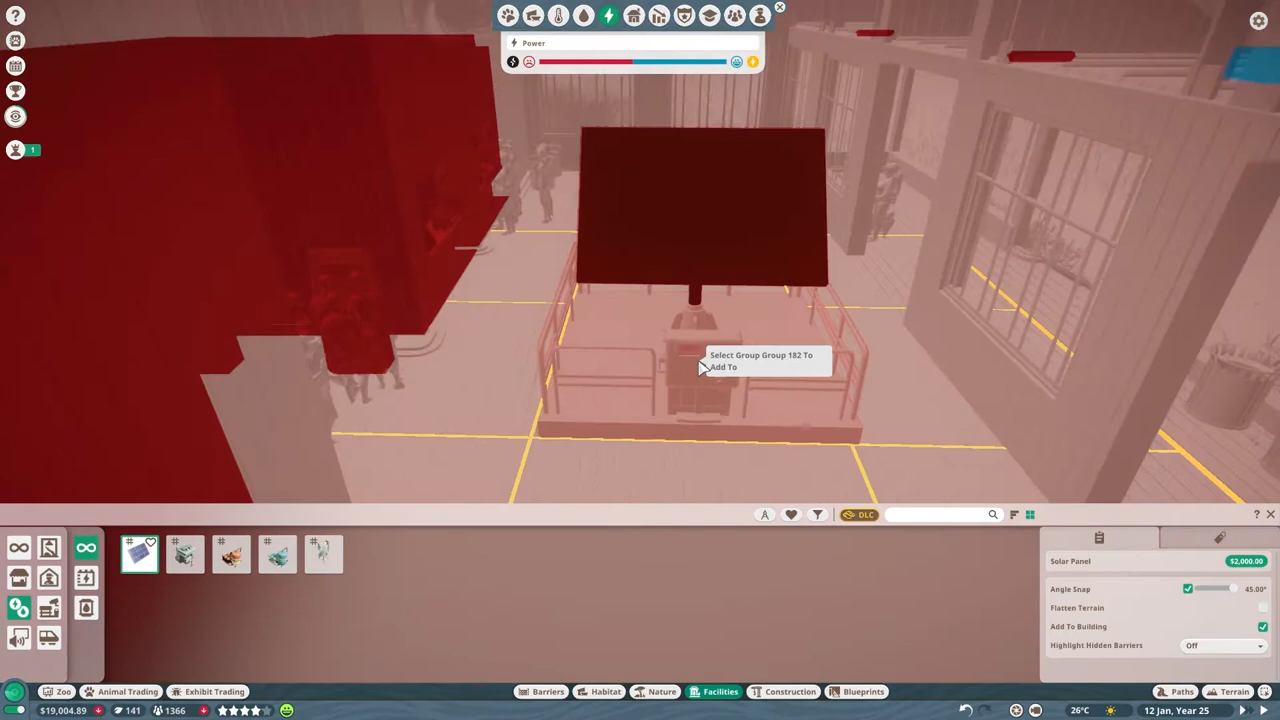 ?
Power
1
Select Group Group 182 To
Add To
DLC
?
Solar Panel
$2,000.00
Angle Snap
45.00°
Flatten Terrain
Add To Building
Highlight Hidden Barriers
Off
Zoo
Animal Trading
Exhibit Trading
Barriers
Habitat
Nature
Facilities
Construction
Blueprints
Paths
Terrain
$19,004.89
141
1366
26°C
12 Jan, Year 25